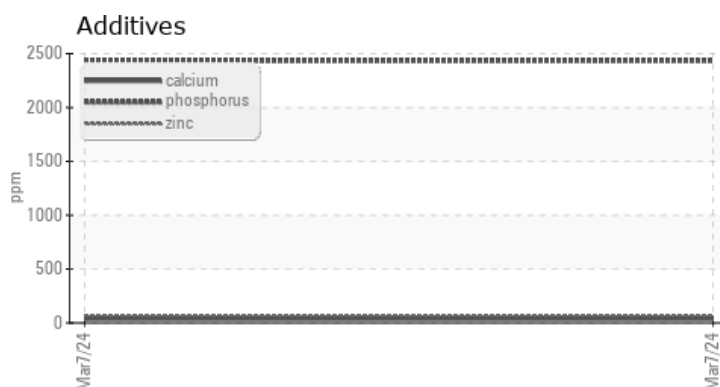 Additives
2500
2000
1500
1000
500
0
ppm
calcium
phosphorus
zinc
Mar7/24
Mar7/24